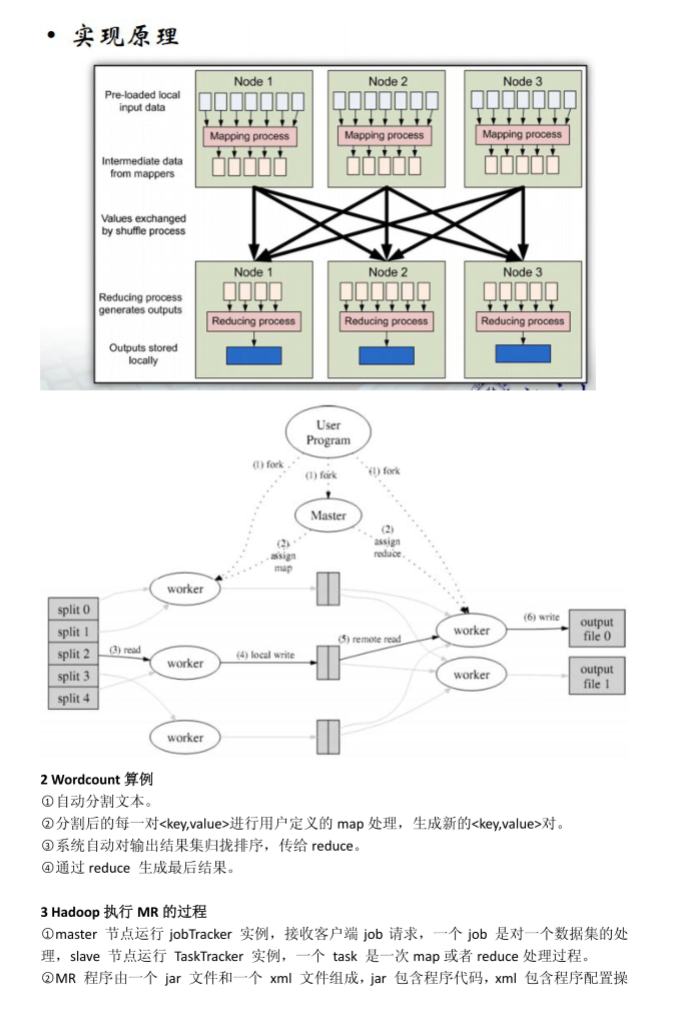 • 实现原理
Pre-loaded local
input data
Node 1
Node 2
Node 3
Mapping process
Mapping process
Mapping process
Intermediate data
from mappers
Values exchanged
by shuffle process
Node 1
Node 2
Node 3
Reducing process
generates outputs
Reducing process
Reducing process
Reducing process
Outputs stored
locally
User
Program
(1) fork
(1) fork
(1) fork
Master
(2)
assign
map
(2)
assign
reduce
worker
split 0
split 1
split 2
split 3
split 4
(3) read
worker
(4) local write
worker
(5) remote read
worker
worker
(6) write
output
file 0
output
file 1
2 Wordcount 算例
①自动分割文本。
②分割后的每一对<key,value>进行用户定义的 map 处理，生成新的<key,value>对。
③系统自动对输出结果集归拢排序，传给 reduce。
④通过 reduce 生成最后结果。
3 Hadoop 执行 MR 的过程
①master 节点运行 jobTracker 实例，接收客户端 job 请求，一个 job 是对一个数据集的处
理，slave 节点运行 TaskTracker 实例，一个 task 是一次 map 或者 reduce 处理过程。
②MR 程序由一个 jar 文件和一个 xml 文件组成，jar 包含程序代码，xml 包含程序配置操